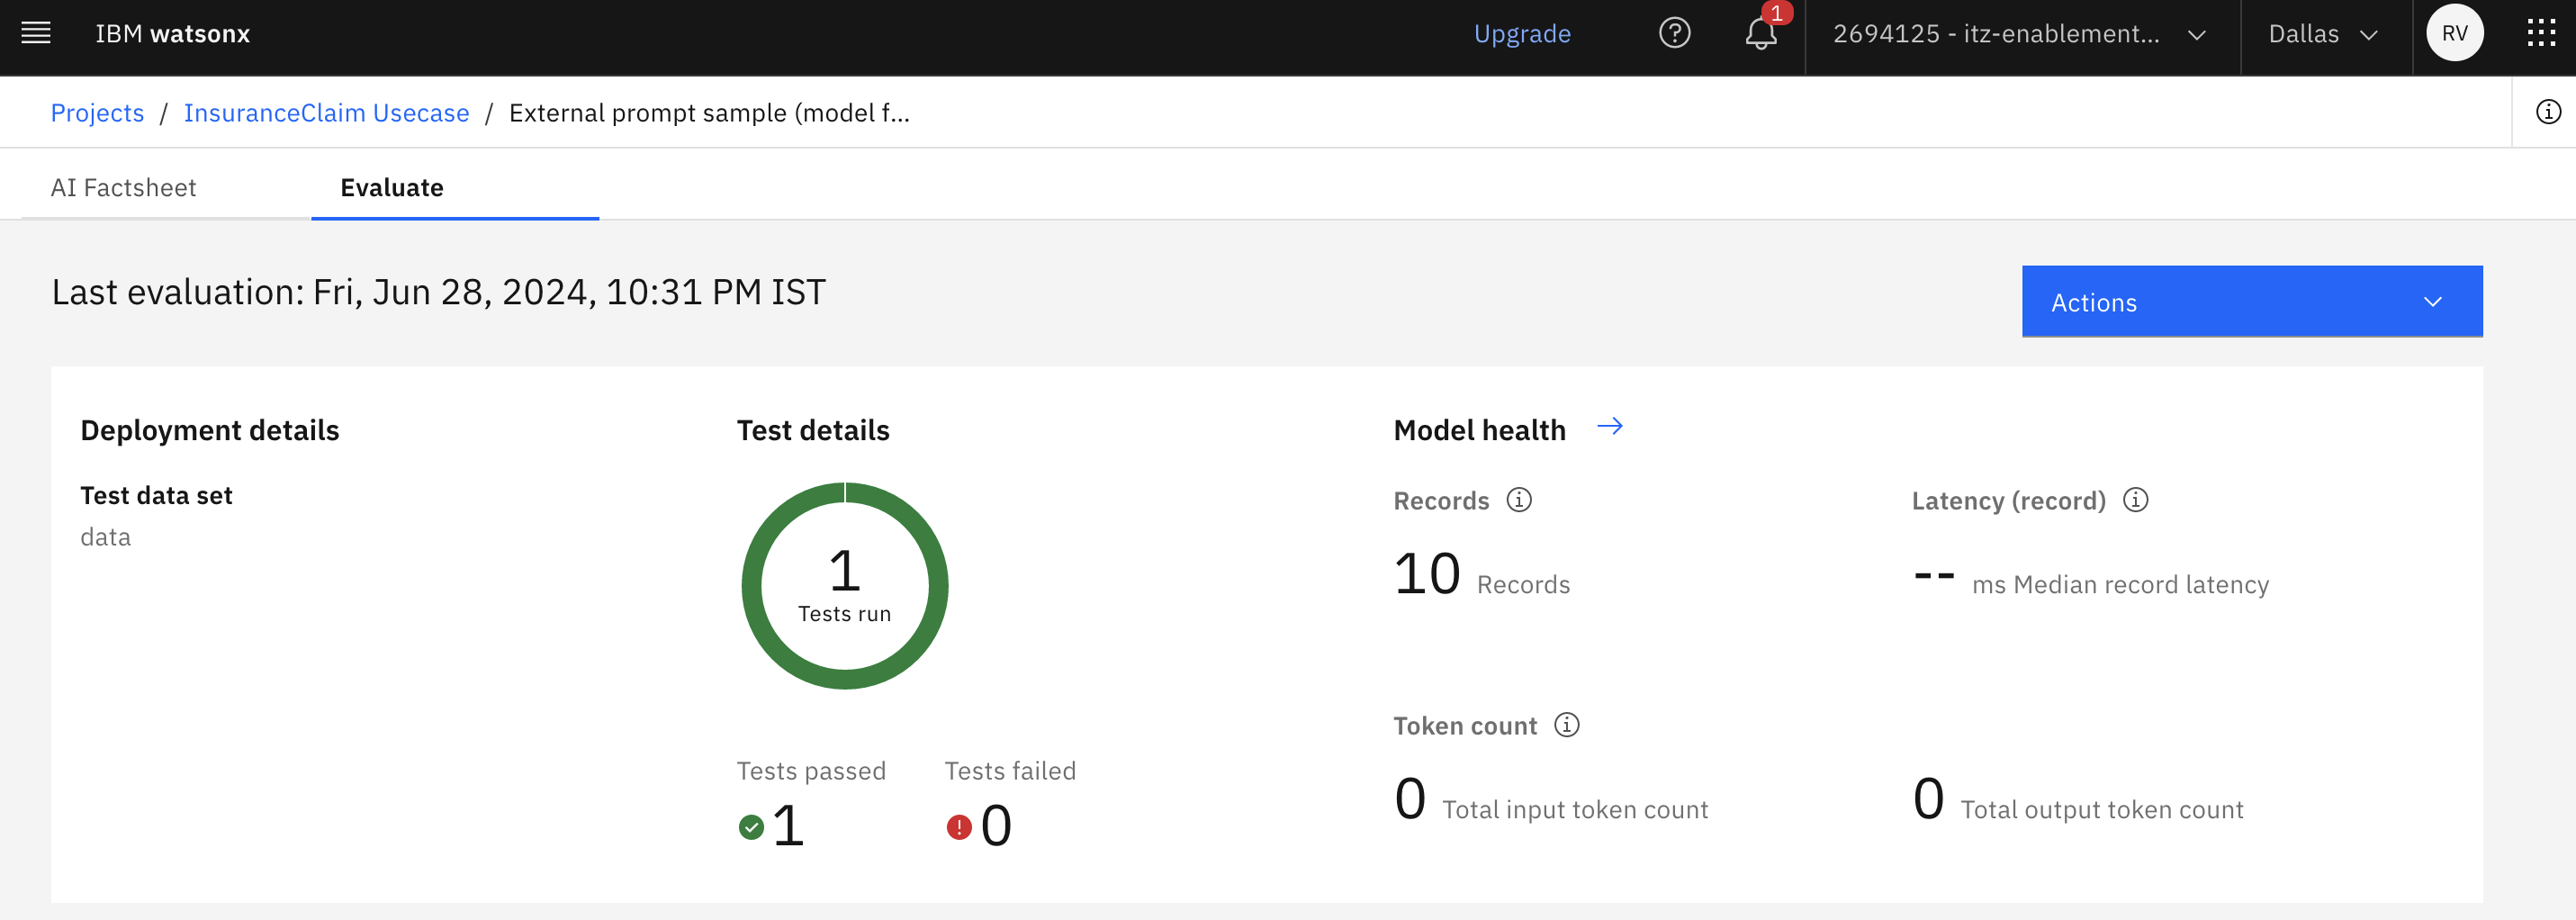 IBM watsonx
Upgrade
1
2694125 - itz-enablement...
Dallas
RV
Projects / InsuranceClaim Usecase / External prompt sample (model f...
AI Factsheet
Evaluate
Last evaluation: Fri, Jun 28, 2024, 10:31 PM IST
Actions
Deployment details
Test data set
data
Test details
1
Tests run
Tests passed
1
Tests failed
0
Model health
Records
10 Records
Latency (record)
-- ms Median record latency
Token count
0 Total input token count
0 Total output token count